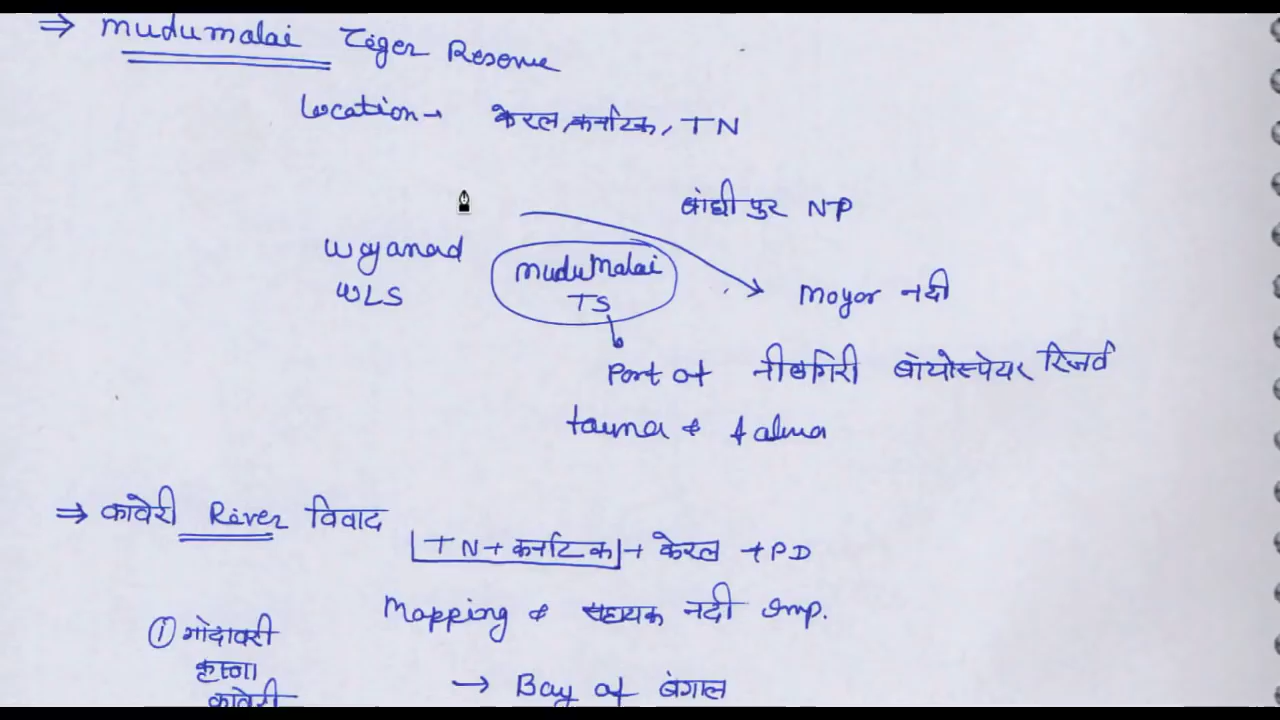 ⇒ Mudumalai Tiger Reserve
Location → केरल, कर्नाटक, TN
बांदीपुर NP
Wayanad
WLS
Mudumalai
TS
Moyar नदी
Part of नीलगिरी बायोस्पेयर रिजर्व
fauna & flora
⇒ कावेरी River विवाद
TN + कर्नाटक + केरल + PD
Mapping & सहायक नदी Imp.
① गोदावरी
कृष्णा
कावेरी
→ Bay of बंगाल